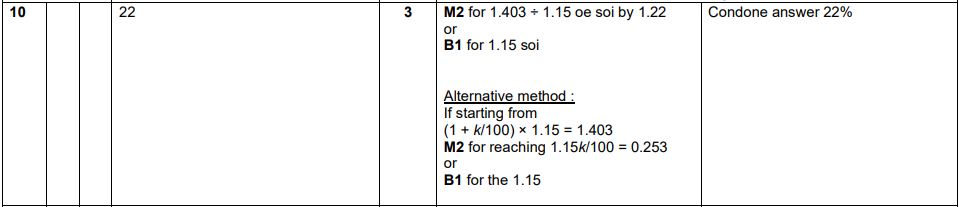 10 22 3 M2 for 1.403 ÷ 1.15 oe soi by 1.22 Condone answer 22%
or
B1 for 1.15 soi
Alternative method :
If starting from
(1 + k/100) × 1.15 = 1.403
M2 for reaching 1.15k/100 = 0.253
or
B1 for the 1.15